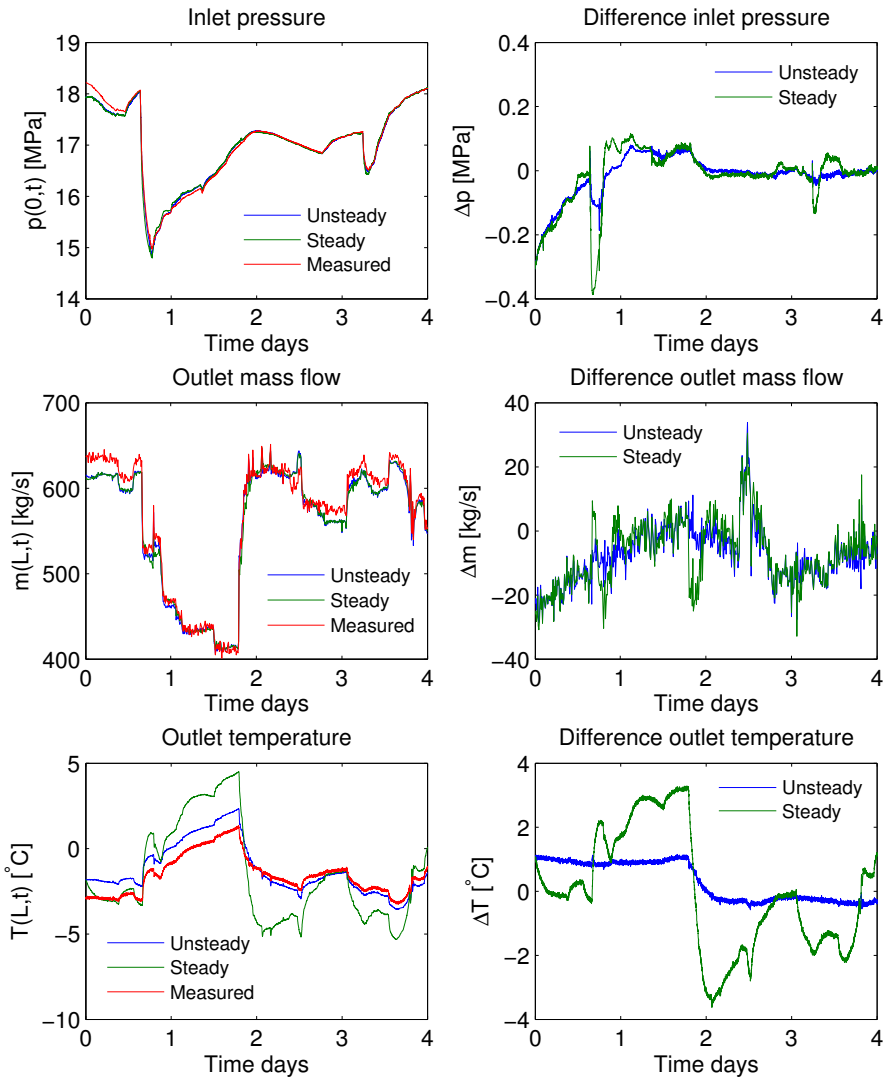 Inlet pressure
19
18
17
16
15
14
p(0,t) [MPa]
Unsteady
Steady
Measured
0 1 2 3 4
Time days
Difference inlet pressure
0.4
0.2
0
−0.2
−0.4
Δp [MPa]
Unsteady
Steady
0 1 2 3 4
Time days
Outlet mass flow
700
600
500
400
m(L,t) [kg/s]
Unsteady
Steady
Measured
0 1 2 3 4
Time days
Difference outlet mass flow
40
20
0
−20
−40
Δm [kg/s]
Unsteady
Steady
0 1 2 3 4
Time days
Outlet temperature
5
0
−5
−10
T(L,t) [°C]
Unsteady
Steady
Measured
0 1 2 3 4
Time days
Difference outlet temperature
4
2
0
−2
−4
ΔT [°C]
Unsteady
Steady
0 1 2 3 4
Time days